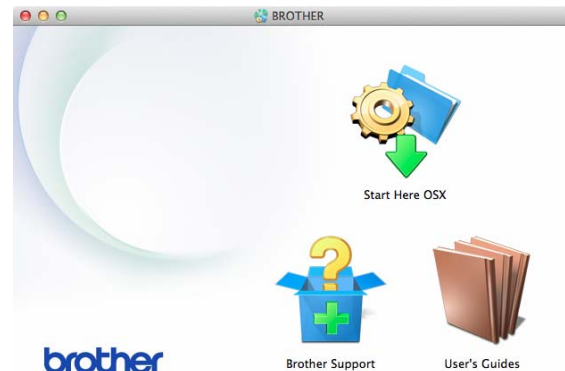 BROTHER
Start Here OSX
Brother Support
User's Guides
brother